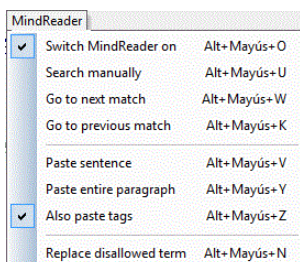 MindReader
Switch MindReader on Alt+Mayús+O
Search manually Alt+Mayús+U
Go to next match Alt+Mayús+W
Go to previous match Alt+Mayús+K
Paste sentence Alt+Mayús+V
Paste entire paragraph Alt+Mayús+Y
Also paste tags Alt+Mayús+Z
Replace disallowed term Alt+Mayús+N